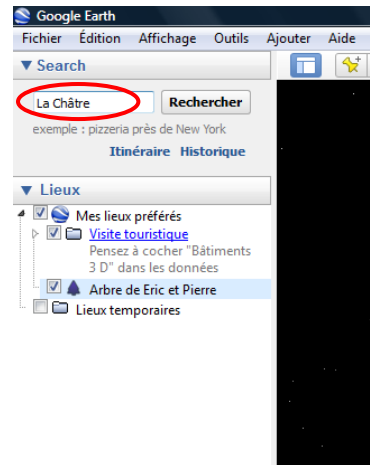 Google Earth
Fichier Édition Affichage Outils Ajouter Aide
Search
La Châtre Rechercher
exemple : pizzeria près de New York
Itinéraire Historique
Lieux
Mes lieux préférés
Visite touristique
Pensez à cocher "Bâtiments
3 D" dans les données
Arbre de Eric et Pierre
Lieux temporaires